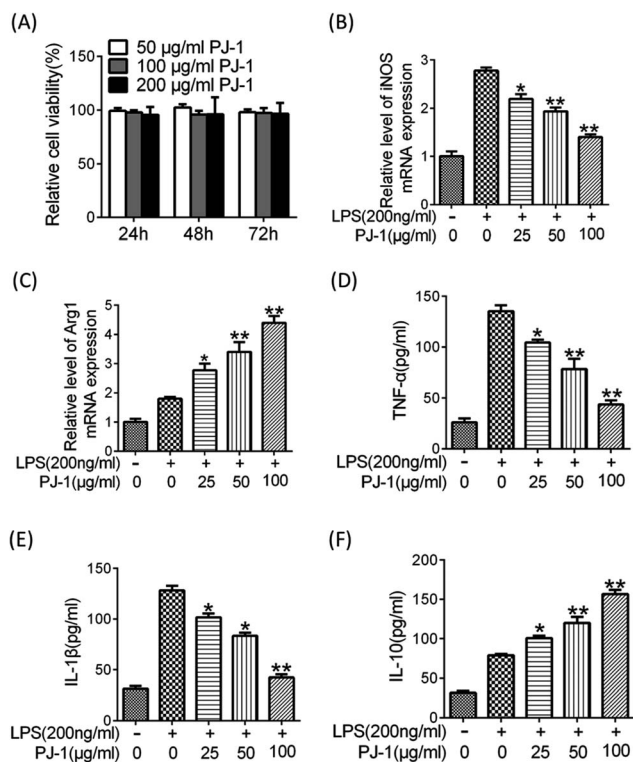 (A)
50 µg/ml PJ-1
100 µg/ml PJ-1
200 µg/ml PJ-1
Relative cell viability(%)
150
100
50
0
24h 48h 72h
(B)
Relative level of iNOS
mRNA expression
3
2
1
0
* ** **
LPS(200ng/ml) - + + + +
PJ-1(µg/ml) 0 0 25 50 100
(C)
Relative level of Arg1
mRNA expression
5
4
3
2
1
0
* ** **
LPS(200ng/ml) - + + + +
PJ-1(µg/ml) 0 0 25 50 100
(D)
TNF-α(pg/ml)
150
100
50
0
* ** **
LPS(200ng/ml) - + + + +
PJ-1(µg/ml) 0 0 25 50 100
(E)
IL-1β(pg/ml)
150
100
50
0
* * **
LPS(200ng/ml) - + + + +
PJ-1(µg/ml) 0 0 25 50 100
(F)
IL-10(pg/ml)
200
150
100
50
0
* ** **
LPS(200ng/ml) - + + + +
PJ-1(µg/ml) 0 0 25 50 100